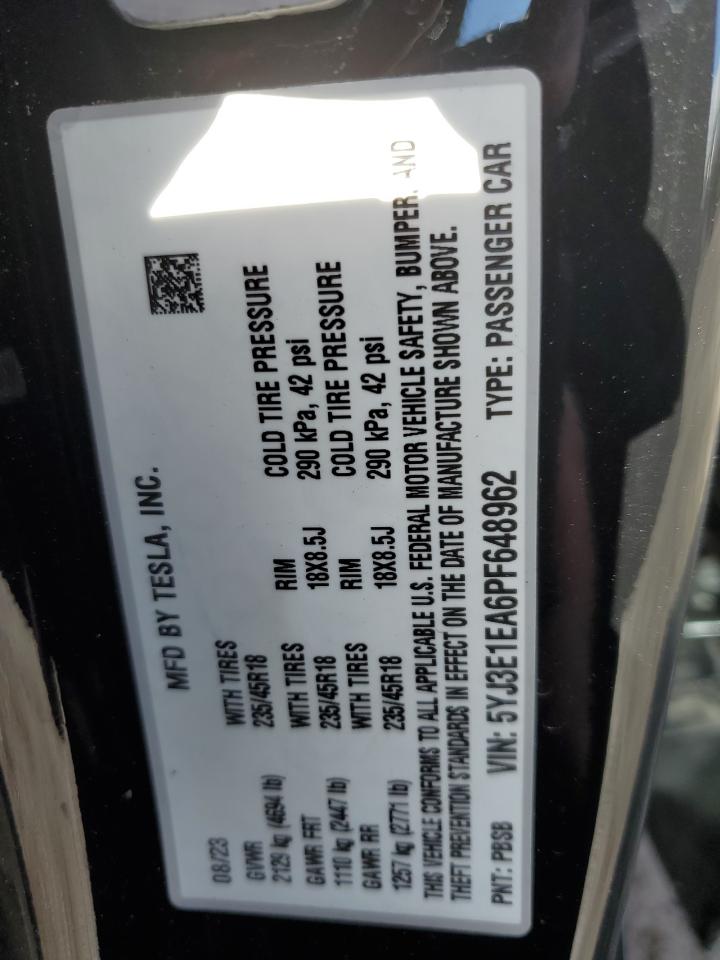 MFD BY TESLA, INC.
08/23
GVWR WITH TIRES RIM COLD TIRE PRESSURE
2129 kg (4694 lb) 235/45R18 18X8.5J 290 kPa, 42 psi
GAWR FRT WITH TIRES RIM COLD TIRE PRESSURE
1110 kg (2447 lb) 235/45R18 18X8.5J 290 kPa, 42 psi
GAWR RR WITH TIRES
1257 kg (2771 lb) 235/45R18
THIS VEHICLE CONFORMS TO ALL APPLICABLE U.S. FEDERAL MOTOR VEHICLE SAFETY, BUMPER, AND
THEFT PREVENTION STANDARDS IN EFFECT ON THE DATE OF MANUFACTURE SHOWN ABOVE.
PNT: PBSB VIN: 5YJ3E1EA6PF648962 TYPE: PASSENGER CAR